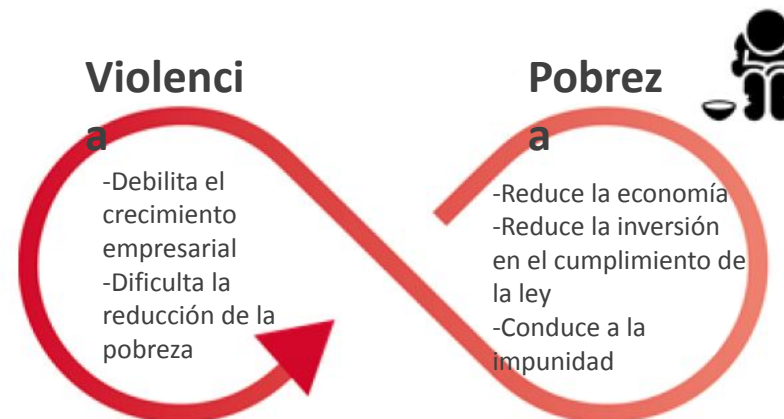 Violenci
a
-Debilita el
crecimiento
empresarial
-Dificulta la
reducción de la
pobreza
Pobrez
a
-Reduce la economía
-Reduce la inversión
en el cumplimiento de
la ley
-Conduce a la
impunidad